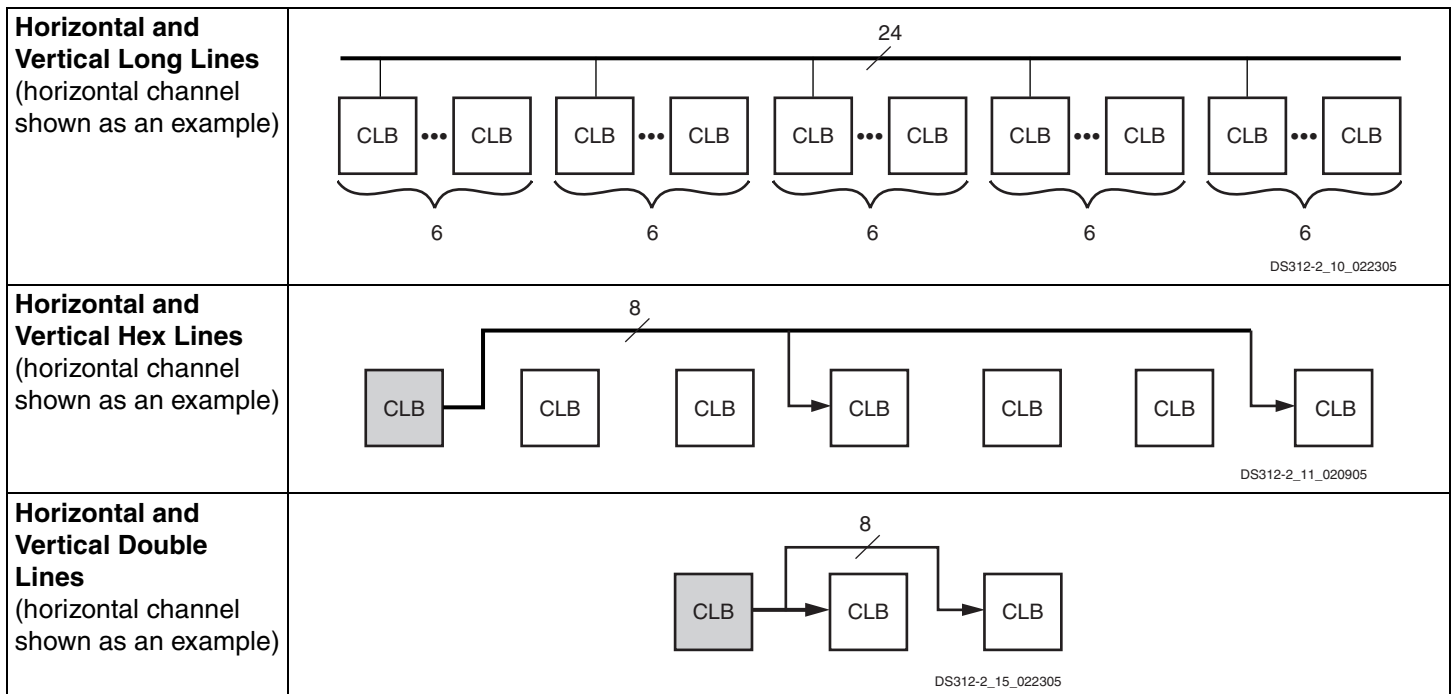 Horizontal and
Vertical Long Lines
(horizontal channel
shown as an example)
24
CLB ••• CLB CLB ••• CLB CLB ••• CLB CLB ••• CLB CLB ••• CLB
6 6 6 6 6
DS312-2_10_022305
Horizontal and
Vertical Hex Lines
(horizontal channel
shown as an example)
8
CLB CLB CLB CLB CLB CLB CLB
DS312-2_11_020905
Horizontal and
Vertical Double
Lines
(horizontal channel
shown as an example)
8
CLB CLB CLB
DS312-2_15_022305